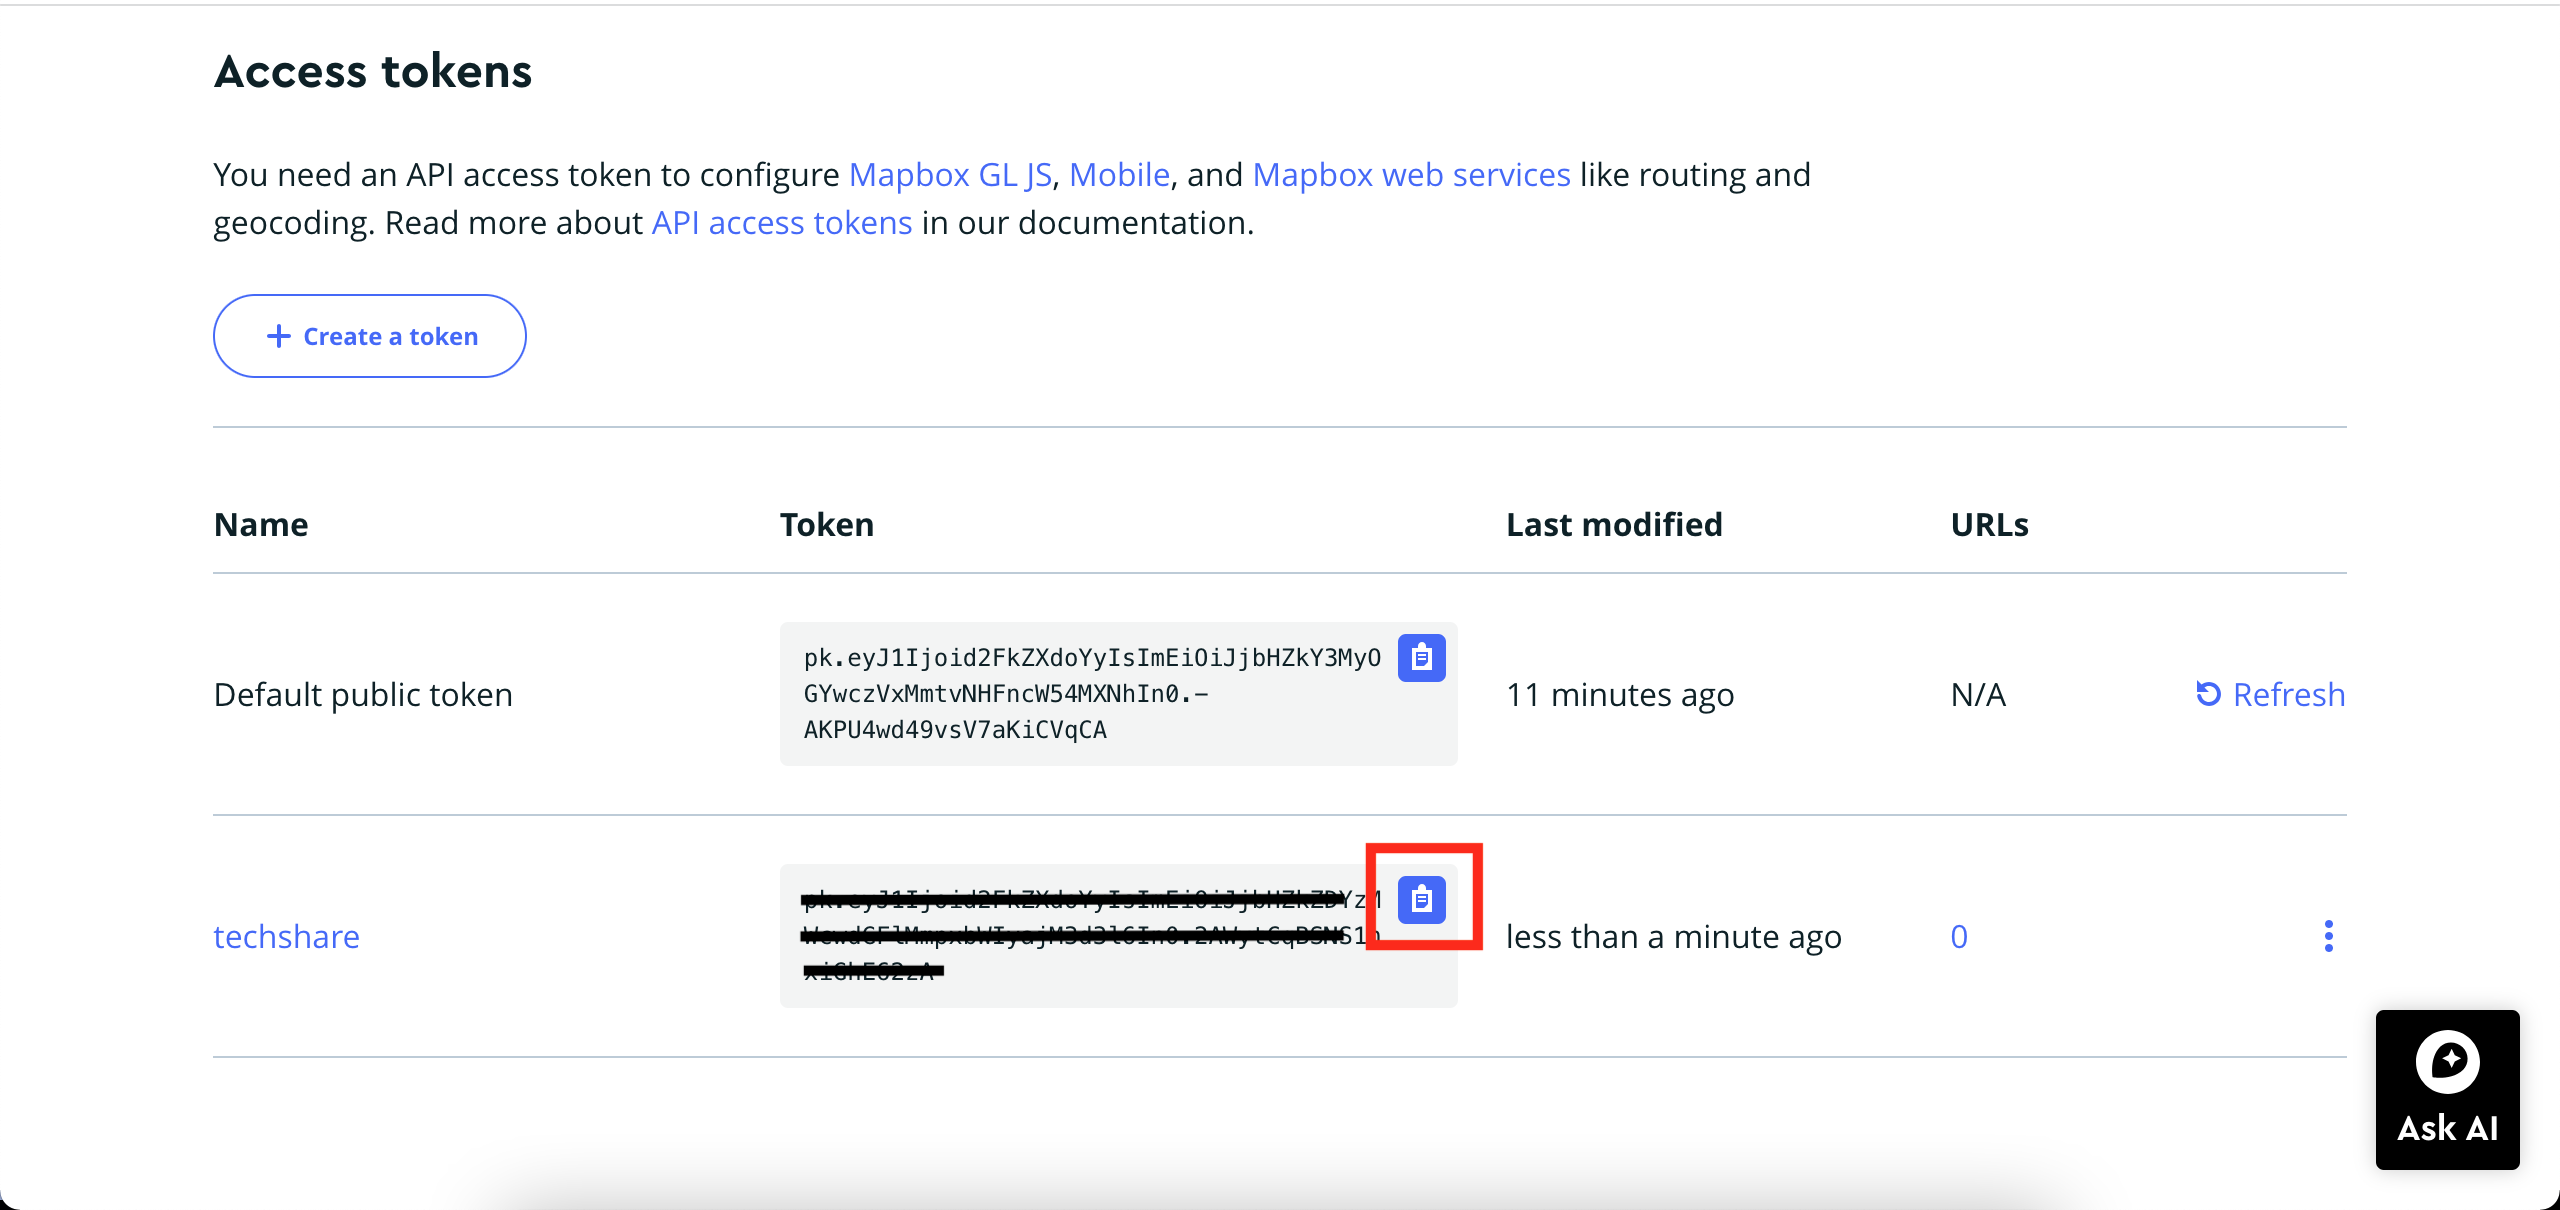 Access tokens
You need an API access token to configure Mapbox GL JS, Mobile, and Mapbox web services like routing and
geocoding. Read more about API access tokens in our documentation.
+ Create a token
Name Token Last modified URLs
Default public token
pk.eyJ1Ijoid2FkZXdoYyIsImEiOiJjbHZkY3MyO
GYwczVxMmtvNHFncW54MXNhIn0.-
AKPU4wd49vsV7aKiCVqCA
11 minutes ago N/A Refresh
techshare
less than a minute ago 0
Ask AI